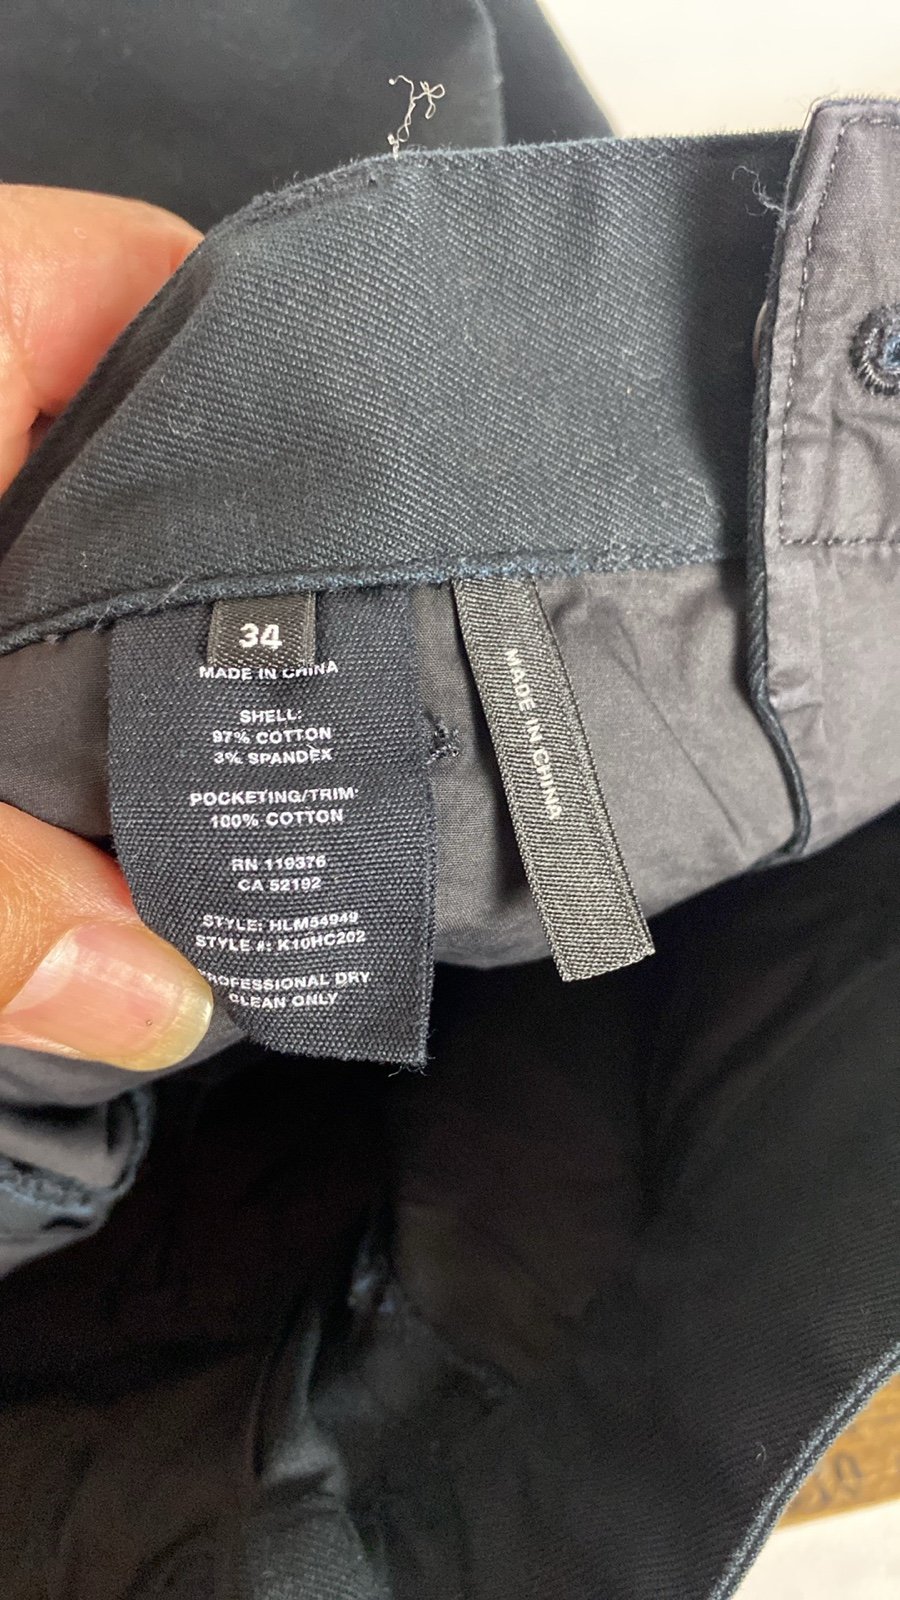 34
MADE IN CHINA
SHELL:
97% COTTON
3% SPANDEX
POCKETING/TRIM:
100% COTTON
RN 119376
CA 52192
STYLE: HLM54949
STYLE #: K10HC202
PROFESSIONAL DRY
CLEAN ONLY
MADE IN CHINA